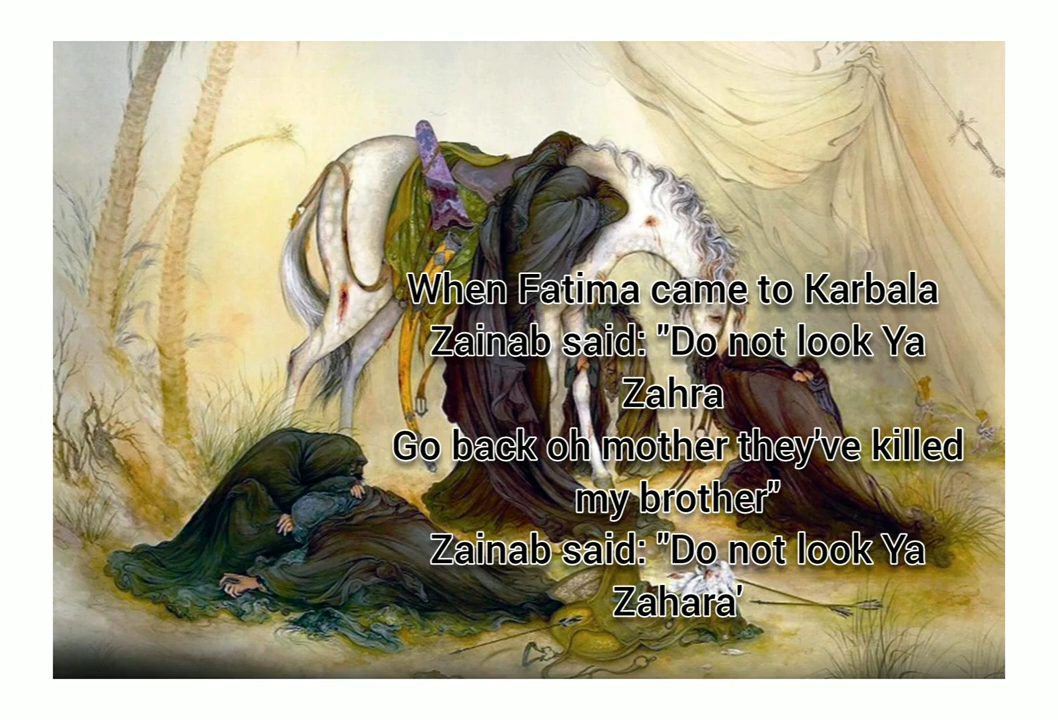 When Fatima came to Karbala
Zainab said: "Do not look Ya
Zahra
Go back oh mother they've killed
my brother"
Zainab said: "Do not look Ya
Zahara'